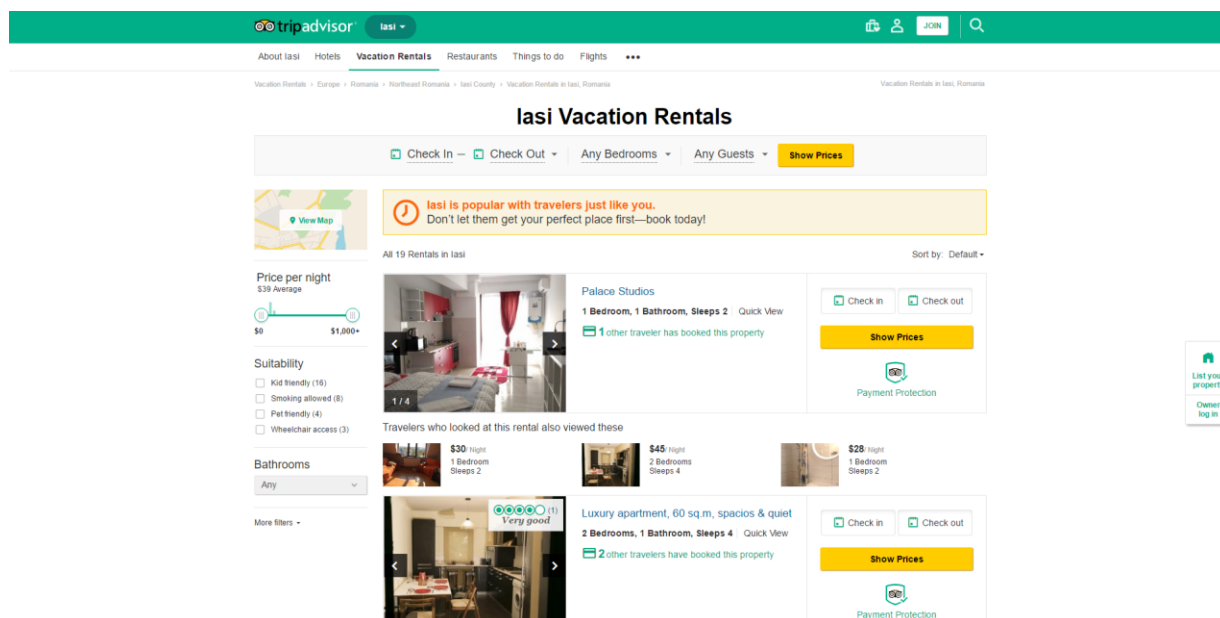 tripadvisor
Iasi
JOIN
About Iasi Hotels Vacation Rentals Restaurants Things to do Flights •••
Vacation Rentals › Europe › Romania › Northeast Romania › Iasi County › Vacation Rentals in Iasi, Romania
Vacation Rentals in Iasi, Romania
Iasi Vacation Rentals
Check In – Check Out Any Bedrooms Any Guests Show Prices
View Map
Iasi is popular with travelers just like you.
Don't let them get your perfect place first—book today!
All 19 Rentals in Iasi
Sort by: Default
Price per night
$39 Average
$0 $1,000+
Suitability
Kid friendly (16)
Smoking allowed (8)
Pet friendly (4)
Wheelchair access (3)
Bathrooms
Any
More filters
1 / 4
Palace Studios
1 Bedroom, 1 Bathroom, Sleeps 2 Quick View
1 other traveler has booked this property
Check in Check out
Show Prices
Payment Protection
Travelers who looked at this rental also viewed these
$30/ Night
1 Bedroom
Sleeps 2
$45/ Night
2 Bedrooms
Sleeps 4
$28/ Night
1 Bedroom
Sleeps 2
(1)
Very good
Luxury apartment, 60 sq.m, spacios & quiet
2 Bedrooms, 1 Bathroom, Sleeps 4 Quick View
2 other travelers have booked this property
Check in Check out
Show Prices
Payment Protection
List you
propert
Owner
log in